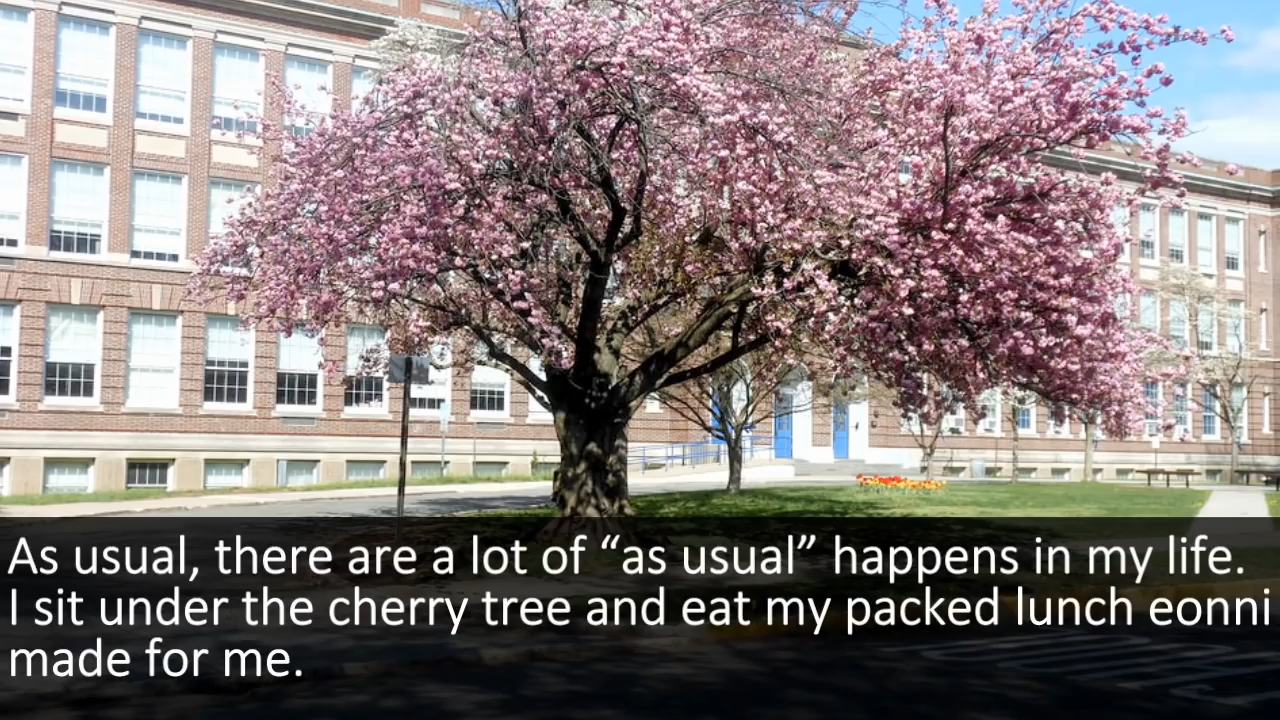 As usual, there are a lot of “as usual” happens in my life.
I sit under the cherry tree and eat my packed lunch eonni
made for me.